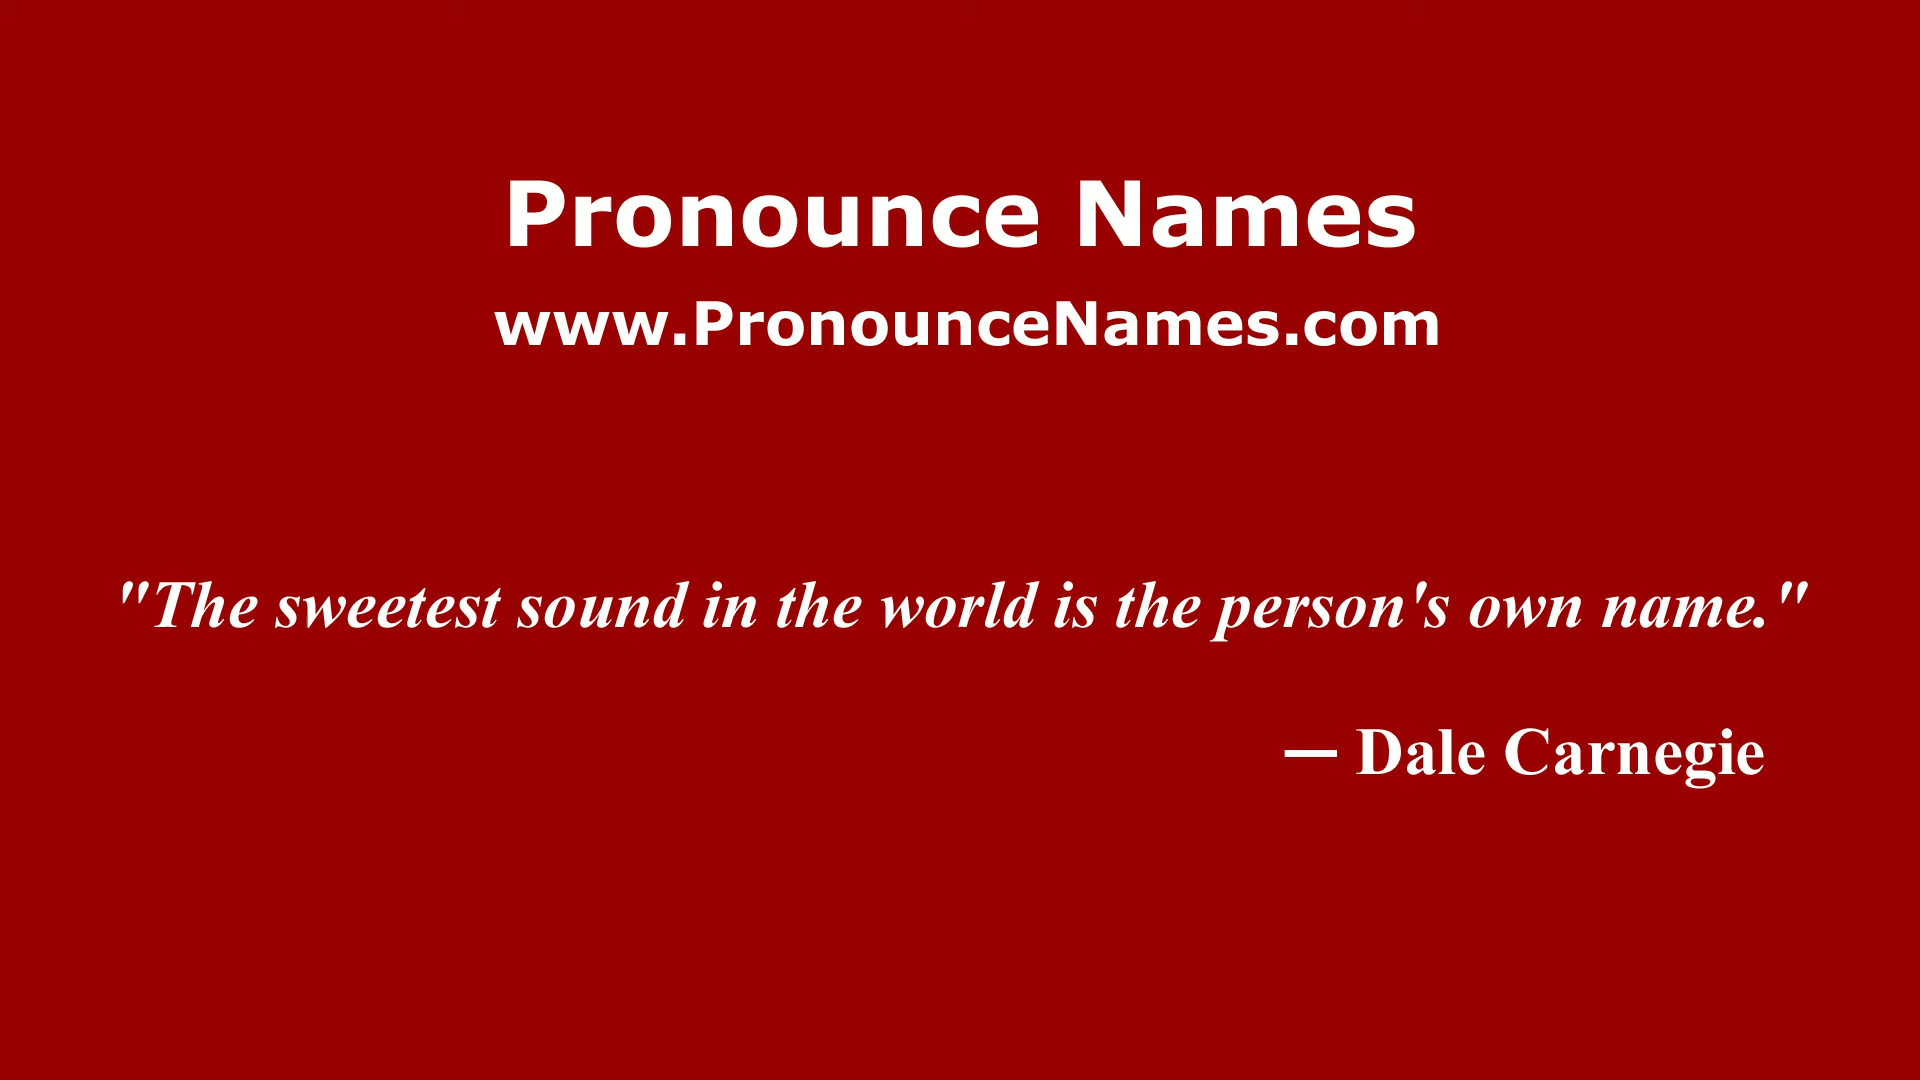 Pronounce Names
www.PronounceNames.com
"The sweetest sound in the world is the person's own name."
— Dale Carnegie